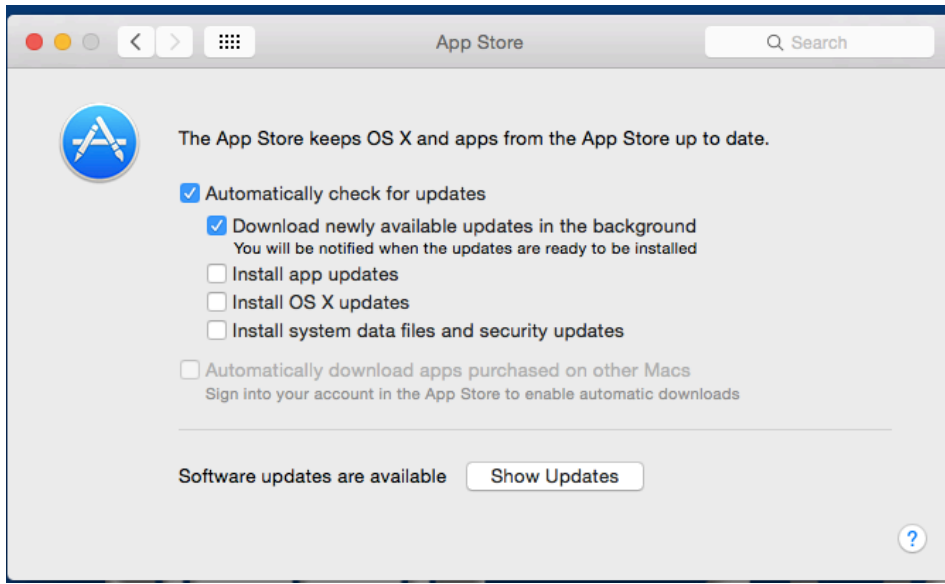 App Store
Search
The App Store keeps OS X and apps from the App Store up to date.
Automatically check for updates
Download newly available updates in the background
You will be notified when the updates are ready to be installed
Install app updates
Install OS X updates
Install system data files and security updates
Automatically download apps purchased on other Macs
Sign into your account in the App Store to enable automatic downloads
Software updates are available
Show Updates
?